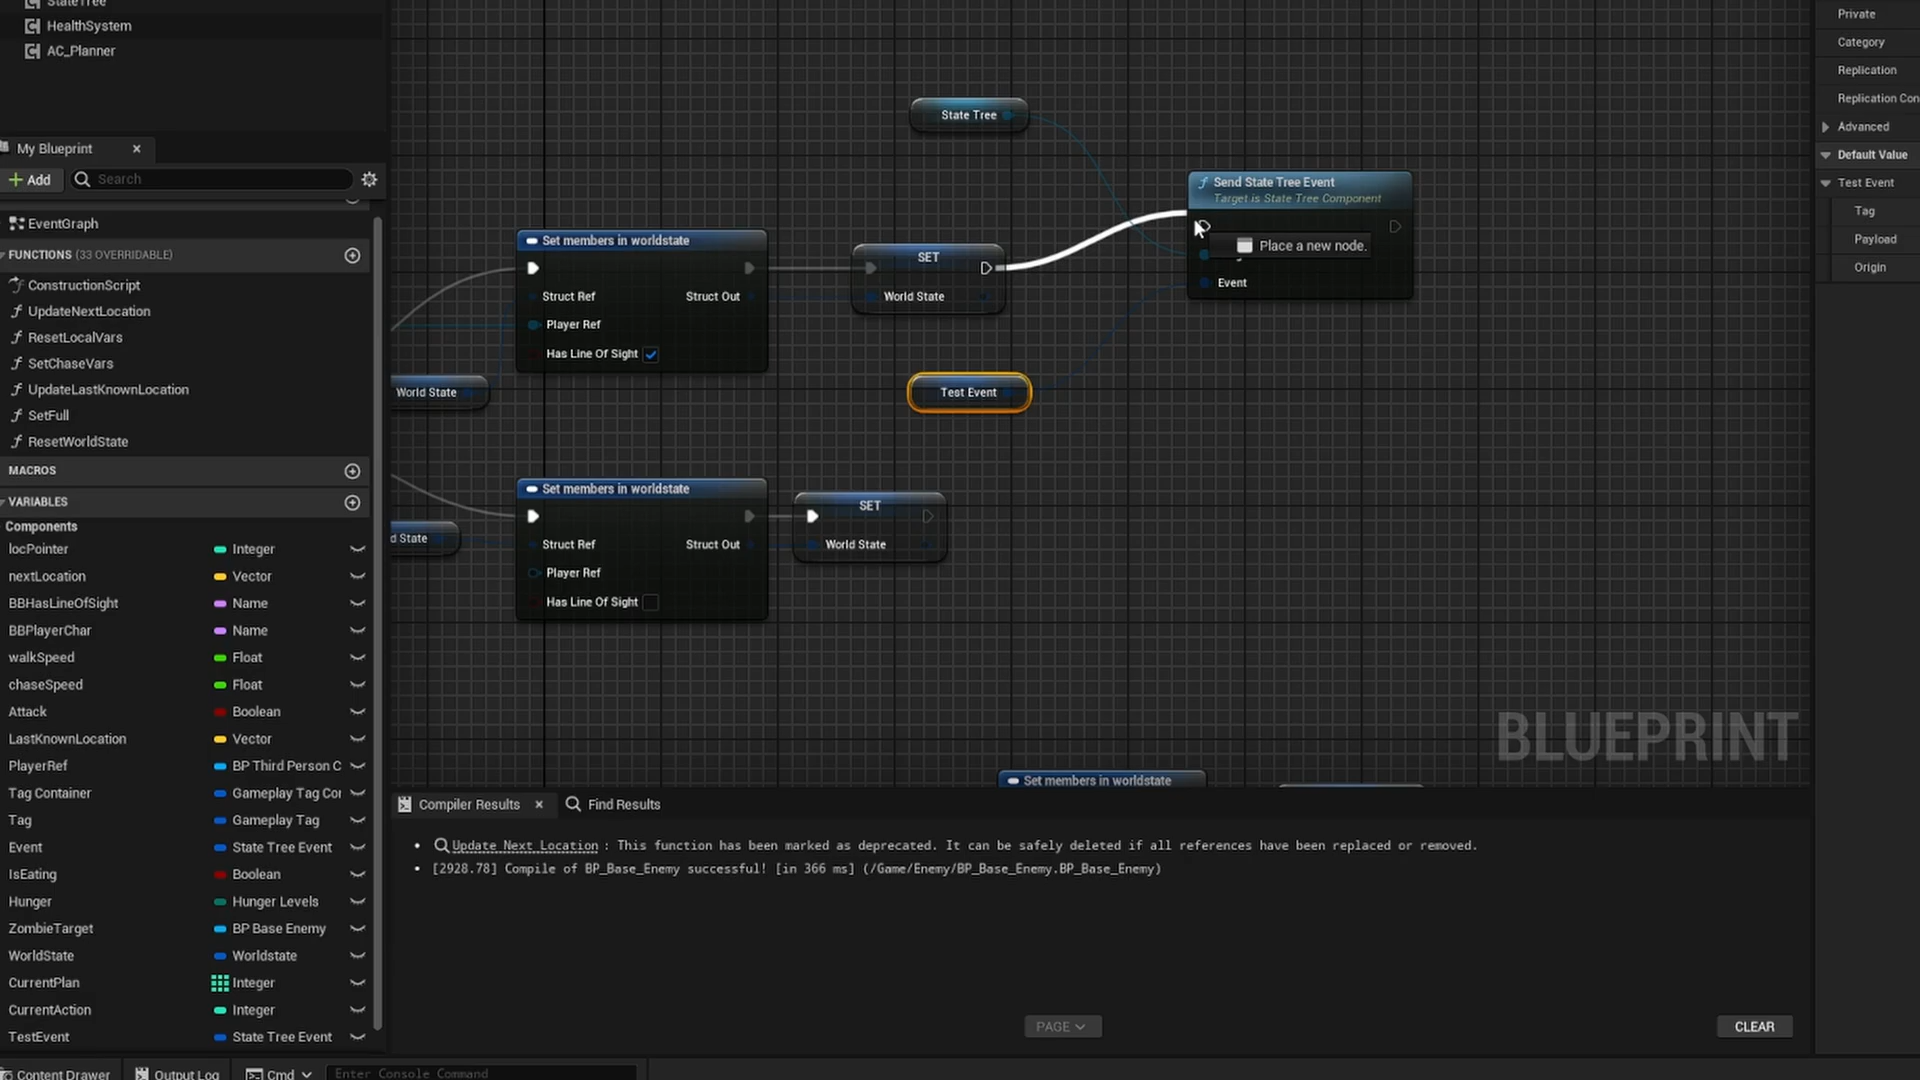 StateTree
HealthSystem
AC_Planner
My Blueprint
Add
Search
EventGraph
FUNCTIONS (33 OVERRIDABLE)
ConstructionScript
UpdateNextLocation
ResetLocalVars
SetChaseVars
UpdateLastKnownLocation
SetFull
ResetWorldState
MACROS
VARIABLES
Components
locPointer Integer
nextLocation Vector
BBHasLineOfSight Name
BBPlayerChar Name
walkSpeed Float
chaseSpeed Float
Attack Boolean
LastKnownLocation Vector
PlayerRef BP Third Person C
Tag Container Gameplay Tag Cor
Tag Gameplay Tag
Event State Tree Event
IsEating Boolean
Hunger Hunger Levels
ZombieTarget BP Base Enemy
WorldState Worldstate
CurrentPlan Integer
CurrentAction Integer
TestEvent State Tree Event
State Tree
Send State Tree Event
Target is State Tree Component
Place a new node.
Event
Set members in worldstate
Struct Ref Struct Out
Player Ref
Has Line Of Sight
SET
World State
World State
Test Event
Set members in worldstate
Struct Ref Struct Out
Player Ref
Has Line Of Sight
SET
World State
d State
Set members in worldstate
BLUEPRINT
Private
Category
Replication
Replication Con
Advanced
Default Value
Test Event
Tag
Payload
Origin
Compiler Results
Find Results
Update Next Location : This function has been marked as deprecated. It can be safely deleted if all references have been replaced or removed.
[2928.78] Compile of BP_Base_Enemy successful! [in 366 ms] (/Game/Enemy/BP_Base_Enemy.BP_Base_Enemy)
PAGE
CLEAR
Content Drawer
Output Log
Cmd
Enter Console Command